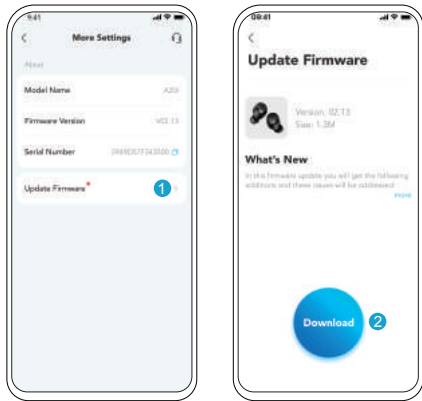 9:41
More Settings
About
Model Name
Firmware Version V02.13
Serial Number
Update Firmware
1
09:41
Update Firmware
Version: 02.13
Size: 1.3M
What's New
In this firmware update you will get the following
additions and these issues will be addressed!
more
Download
2